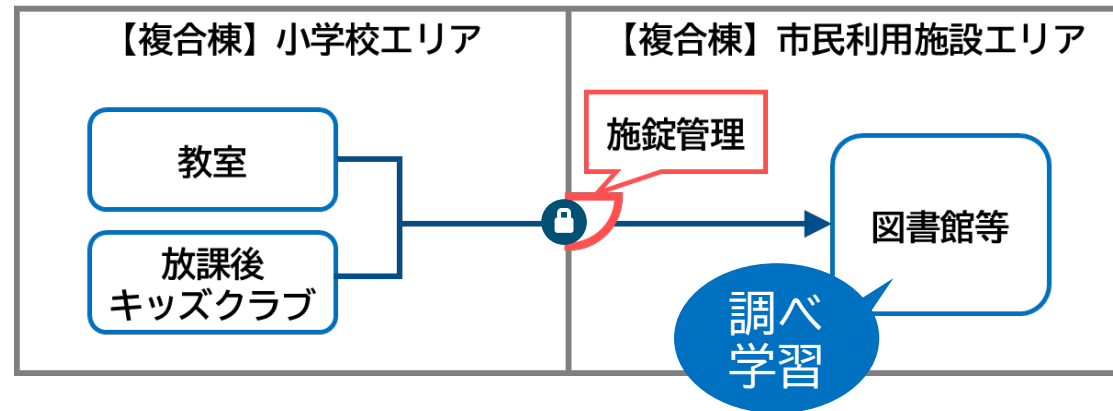 【複合棟】小学校エリア
【複合棟】市民利用施設エリア
施錠管理
教室
放課後
キッズクラブ
図書館等
調べ
学習